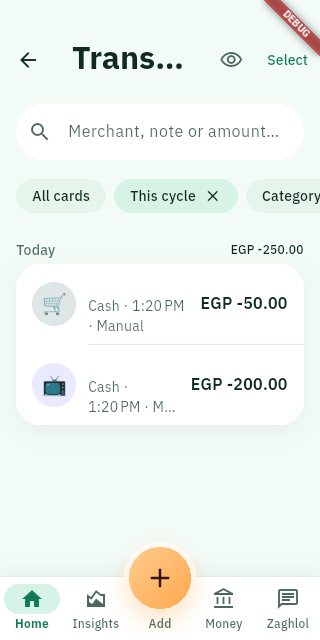 DEBUG
Trans...
Select
Merchant, note or amount...
All cards
This cycle
Category
Today
EGP -250.00
Cash · 1:20 PM
· Manual
EGP -50.00
Cash ·
1:20 PM · M...
EGP -200.00
Home
Insights
Add
Money
Zaghlol